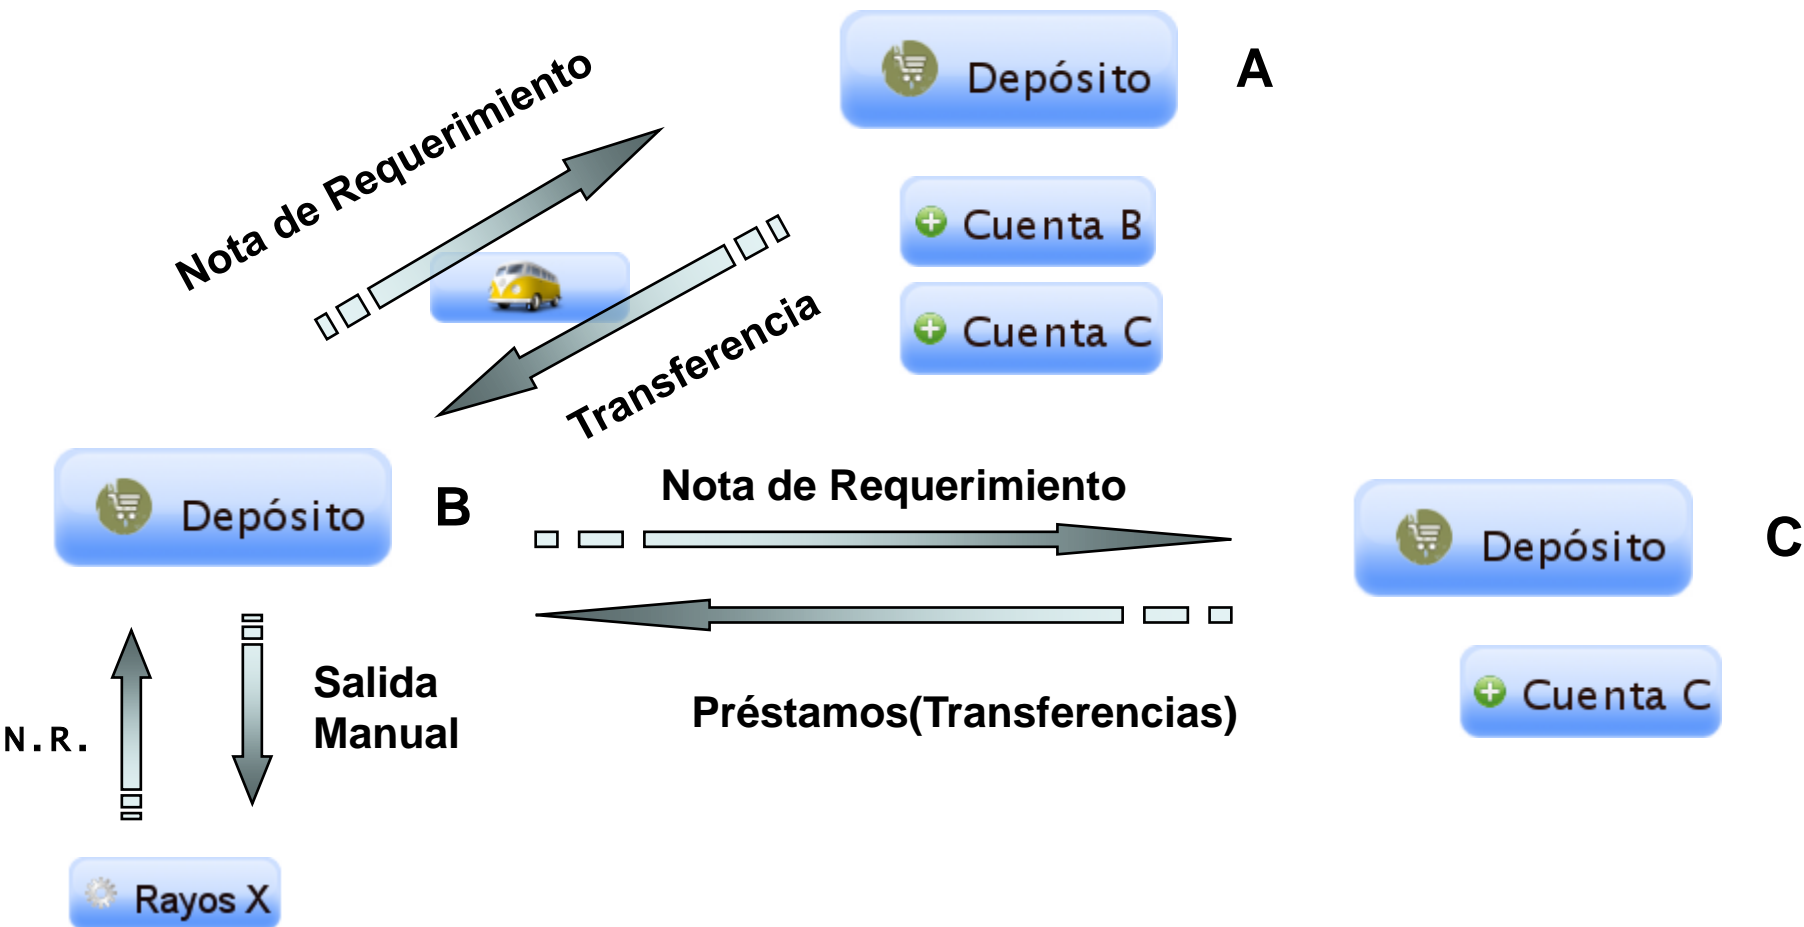 Depósito
A
Nota de Requerimiento
Cuenta B
Cuenta C
Transferencia
Depósito
B
Nota de Requerimiento
Depósito
C
Préstamos(Transferencias)
Cuenta C
N.R.
Salida
Manual
Rayos X